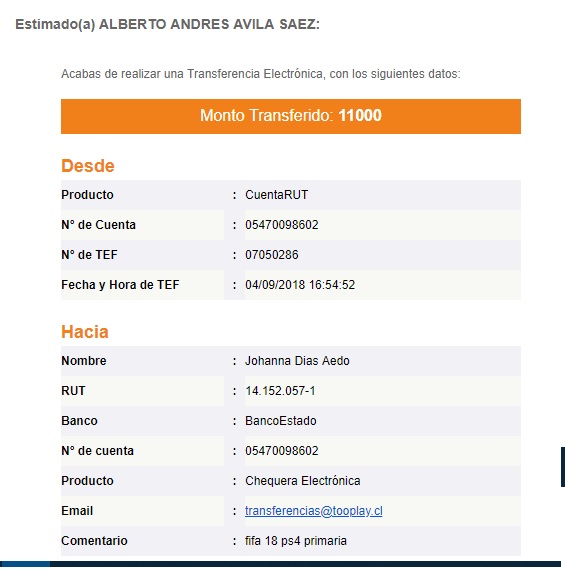 Estimado(a) ALBERTO ANDRES AVILA SAEZ:
Acabas de realizar una Transferencia Electrónica, con los siguientes datos:
Monto Transferido: 11000
Desde
Producto : CuentaRUT
N° de Cuenta : 05470098602
N° de TEF : 07050286
Fecha y Hora de TEF : 04/09/2018 16:54:52
Hacia
Nombre : Johanna Dias Aedo
RUT : 14.152.057-1
Banco : BancoEstado
N° de cuenta : 05470098602
Producto : Chequera Electrónica
Email : transferencias@tooplay.cl
Comentario : fifa 18 ps4 primaria